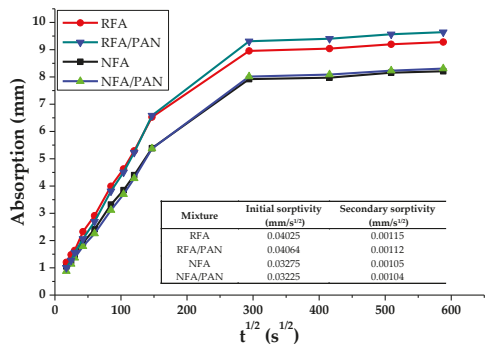 RFA
RFA/PAN
NFA
NFA/PAN
Absorption (mm)
10
9
8
7
6
5
4
3
2
1
0
Mixture Initial sorptivity (mm/s1/2) Secondary sorptivity (mm/s1/2)
RFA 0.04025 0.00115
RFA/PAN 0.04064 0.00112
NFA 0.03275 0.00105
NFA/PAN 0.03225 0.00104
0 100 200 300 400 500 600 700
t1/2 (s1/2)